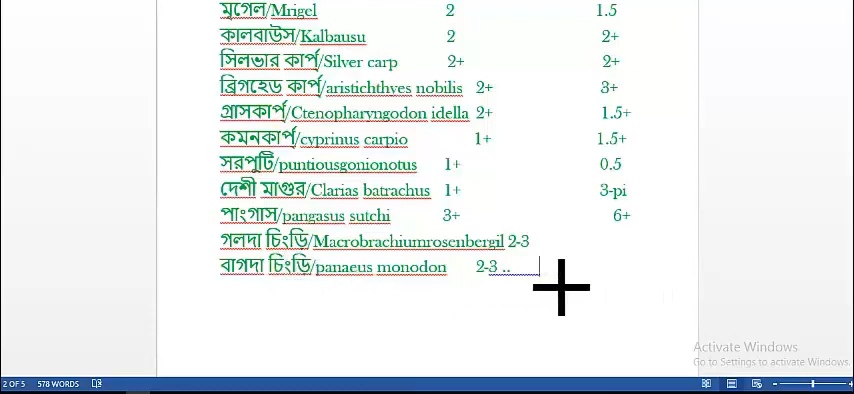 মৃগেল/Mrigel 2 1.5
কালবাউস/Kalbausu 2 2+
সিলভার কার্প/Silver carp 2+ 2+
ব্রিগহেড কার্প/aristichthves nobilis 2+ 3+
গ্রাসকার্প/Ctenopharyngodon idella 2+ 1.5+
কমনকার্প/cyprinus carpio 1+ 1.5+
সরপুটি/puntiousgonionotus 1+ 0.5
দেশী মাগুর/Clarias batrachus 1+ 3-pi
পাংগাস/pangasus sutchi 3+ 6+
গলদা চিংড়ি/Macrobrachiumrosenbergil 2-3
বাগদা চিংড়ি/panaeus monodon 2-3 ..
Activate Windows
Go to Settings to activate Windows.
2 OF 5 578 WORDS